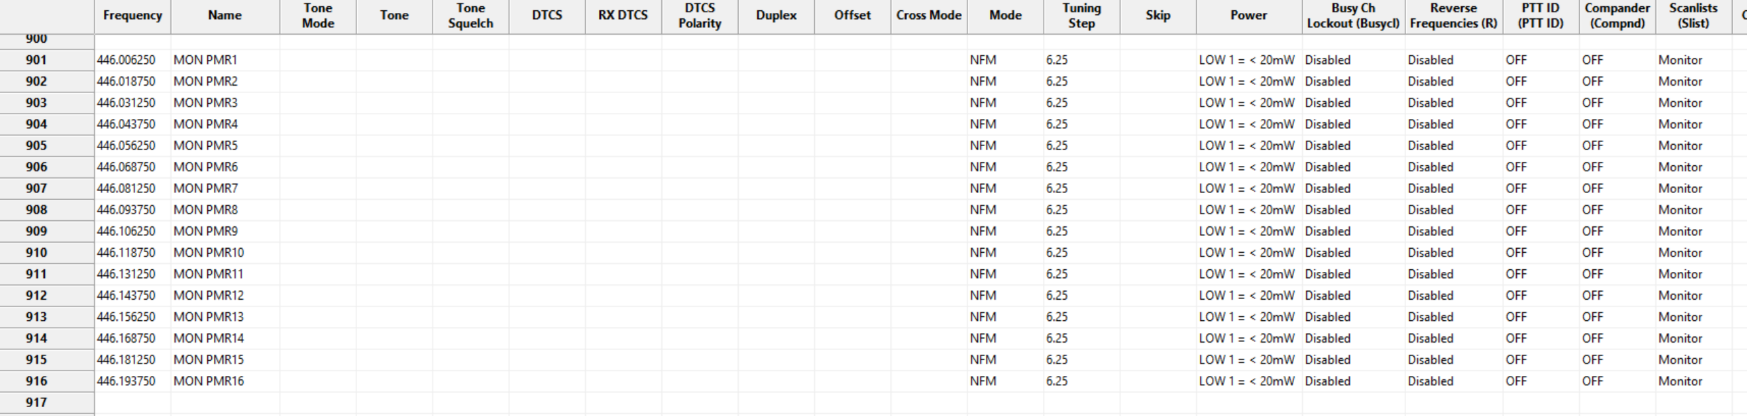 Frequency Name Tone Mode Tone Tone Squelch DTCS RX DTCS DTCS Polarity Duplex Offset Cross Mode Mode Tuning Step Skip Power Busy Ch Lockout (Busycl) Reverse Frequencies (R) PTT ID (PTT ID) Compander (Compnd) Scanlists (Slist)
900
901 446.006250 MON PMR1 NFM 6.25 LOW 1 = < 20mW Disabled Disabled OFF OFF Monitor
902 446.018750 MON PMR2 NFM 6.25 LOW 1 = < 20mW Disabled Disabled OFF OFF Monitor
903 446.031250 MON PMR3 NFM 6.25 LOW 1 = < 20mW Disabled Disabled OFF OFF Monitor
904 446.043750 MON PMR4 NFM 6.25 LOW 1 = < 20mW Disabled Disabled OFF OFF Monitor
905 446.056250 MON PMR5 NFM 6.25 LOW 1 = < 20mW Disabled Disabled OFF OFF Monitor
906 446.068750 MON PMR6 NFM 6.25 LOW 1 = < 20mW Disabled Disabled OFF OFF Monitor
907 446.081250 MON PMR7 NFM 6.25 LOW 1 = < 20mW Disabled Disabled OFF OFF Monitor
908 446.093750 MON PMR8 NFM 6.25 LOW 1 = < 20mW Disabled Disabled OFF OFF Monitor
909 446.106250 MON PMR9 NFM 6.25 LOW 1 = < 20mW Disabled Disabled OFF OFF Monitor
910 446.118750 MON PMR10 NFM 6.25 LOW 1 = < 20mW Disabled Disabled OFF OFF Monitor
911 446.131250 MON PMR11 NFM 6.25 LOW 1 = < 20mW Disabled Disabled OFF OFF Monitor
912 446.143750 MON PMR12 NFM 6.25 LOW 1 = < 20mW Disabled Disabled OFF OFF Monitor
913 446.156250 MON PMR13 NFM 6.25 LOW 1 = < 20mW Disabled Disabled OFF OFF Monitor
914 446.168750 MON PMR14 NFM 6.25 LOW 1 = < 20mW Disabled Disabled OFF OFF Monitor
915 446.181250 MON PMR15 NFM 6.25 LOW 1 = < 20mW Disabled Disabled OFF OFF Monitor
916 446.193750 MON PMR16 NFM 6.25 LOW 1 = < 20mW Disabled Disabled OFF OFF Monitor
917